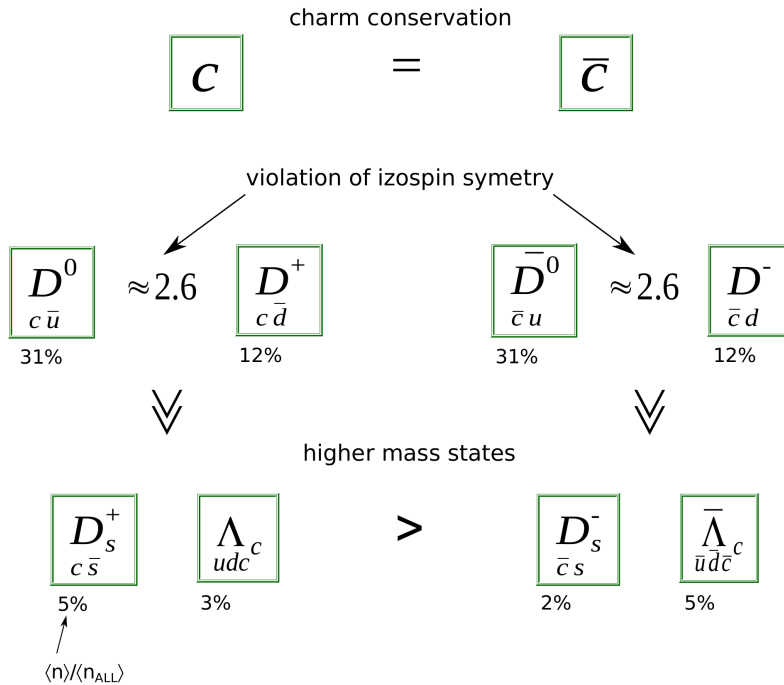 charm conservation
c = c̄
violation of izospin symetry
D⁰ ≈2.6 D⁺ D̄⁰ ≈2.6 D⁻
c ū c d̄ c̄ u c̄ d
31% 12% 31% 12%
≫ ≫
higher mass states
D_s⁺ Λ_c > D_s⁻ Λ̄_c
c s̄ udc c̄ s ū d̄ c̄
5% 3% 2% 5%
⟨n⟩/⟨n_ALL⟩